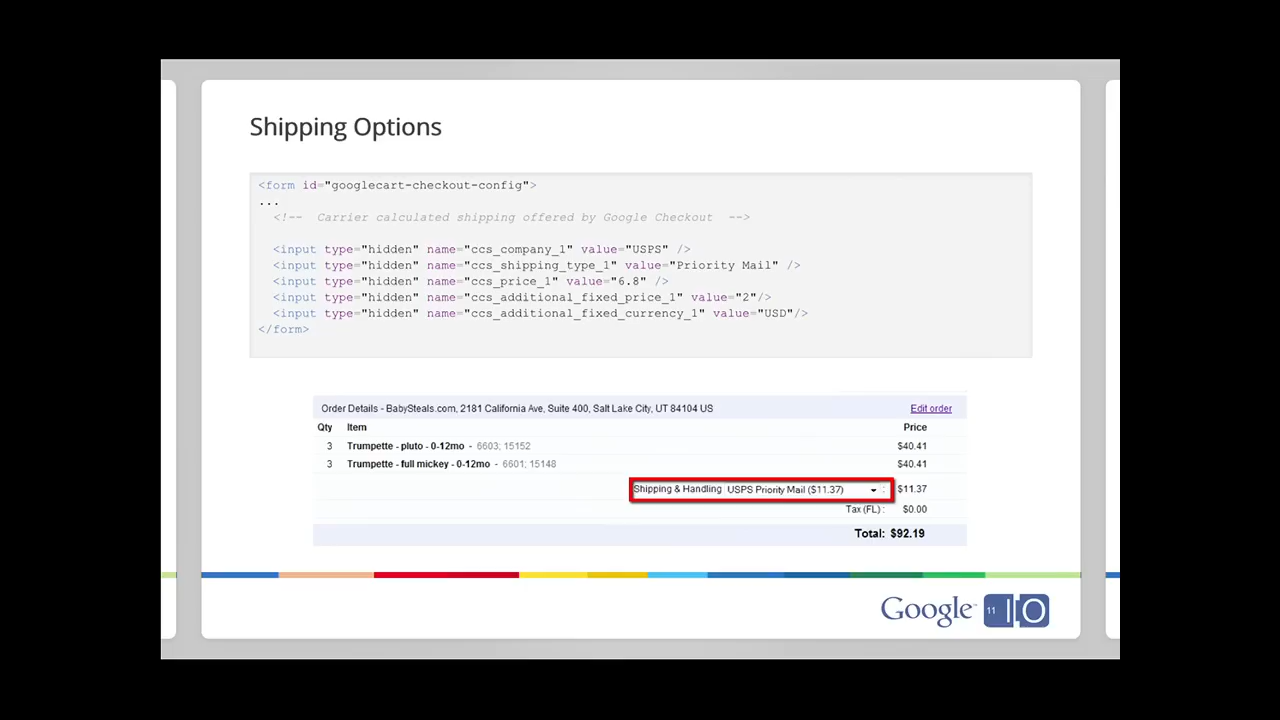 Shipping Options
<form id="googlecart-checkout-config">
...
<!-- Carrier calculated shipping offered by Google Checkout -->
<input type="hidden" name="ccs_company_1" value="USPS" />
<input type="hidden" name="ccs_shipping_type_1" value="Priority Mail" />
<input type="hidden" name="ccs_price_1" value="6.8" />
<input type="hidden" name="ccs_additional_fixed_price_1" value="2"/>
<input type="hidden" name="ccs_additional_fixed_currency_1" value="USD"/>
</form>
Order Details - BabySteals.com, 2181 California Ave, Suite 400, Salt Lake City, UT 84104 US Edit order
Qty Item Price
3 Trumpette - pluto - 0-12mo - 6603; 15152 $40.41
3 Trumpette - full mickey - 0-12mo - 6601; 15148 $40.41
Shipping & Handling USPS Priority Mail ($11.37) : $11.37
Tax (FL) : $0.00
Total: $92.19
Google™ 11 IO